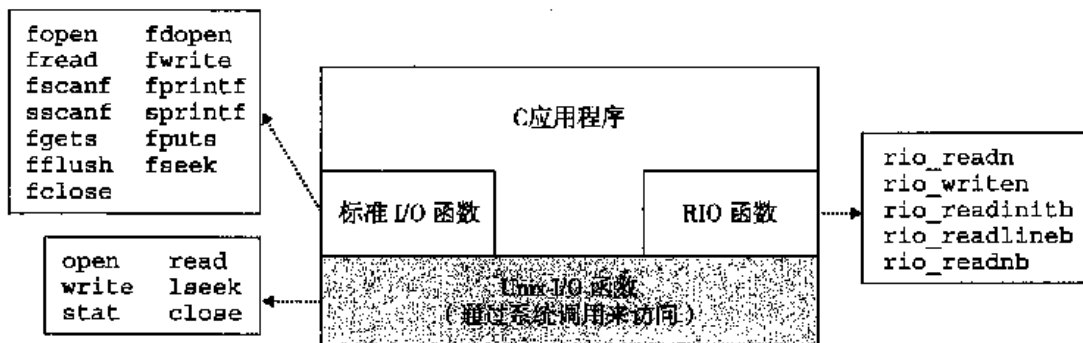 fopen fdopen
fread fwrite
fscanf fprintf
sscanf sprintf
fgets fputs
fflush fseek
fclose
C应用程序
标准 I/O 函数
RIO 函数
rio_readn
rio_writen
rio_readinitb
rio_readlineb
rio_readnb
open read
write lseek
stat close
Unix I/O 函数
(通过系统调用来访问)